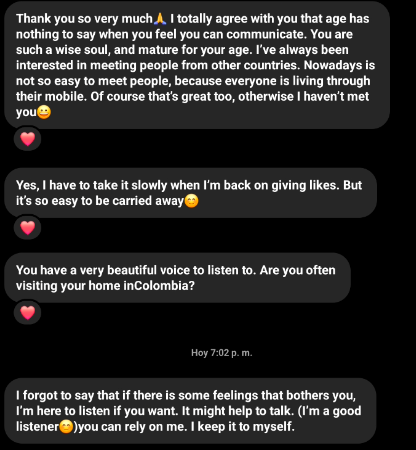 Thank you so very much🙏 I totally agree with you that age has
nothing to say when you feel you can communicate. You are
such a wise soul, and mature for your age. I've always been
interested in meeting people from other countries. Nowadays is
not so easy to meet people, because everyone is living through
their mobile. Of course that's great too, otherwise I haven't met
you😀
Yes, I have to take it slowly when I'm back on giving likes. But
it's so easy to be carried away😊
You have a very beautiful voice to listen to. Are you often
visiting your home inColombia?
Hoy 7:02 p. m.
I forgot to say that if there is some feelings that bothers you,
I'm here to listen if you want. It might help to talk. (I'm a good
listener😊)you can rely on me. I keep it to myself.